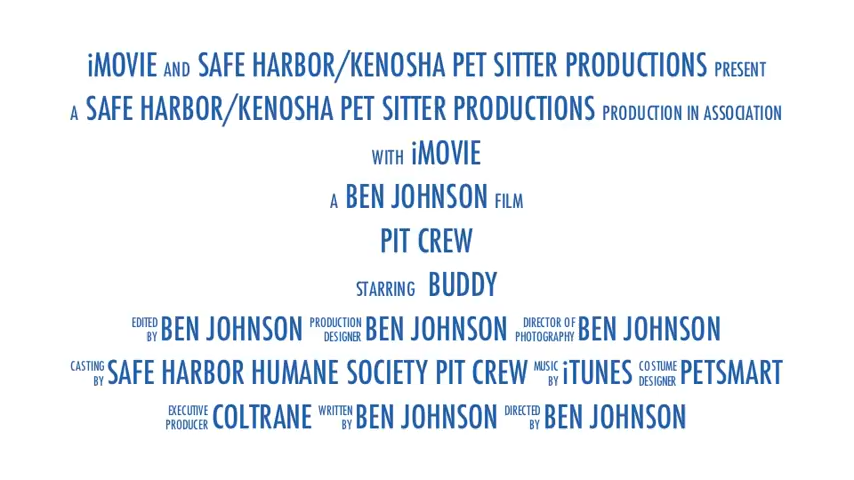 iMOVIE AND SAFE HARBOR/KENOSHA PET SITTER PRODUCTIONS PRESENT
A SAFE HARBOR/KENOSHA PET SITTER PRODUCTIONS PRODUCTION IN ASSOCIATION
WITH iMOVIE
A BEN JOHNSON FILM
PIT CREW
STARRING BUDDY
EDITED BY BEN JOHNSON PRODUCTION DESIGNER BEN JOHNSON DIRECTOR OF PHOTOGRAPHY BEN JOHNSON
CASTING BY SAFE HARBOR HUMANE SOCIETY PIT CREW MUSIC BY iTUNES COSTUME DESIGNER PETSMART
EXECUTIVE PRODUCER COLTRANE WRITTEN BY BEN JOHNSON DIRECTED BY BEN JOHNSON